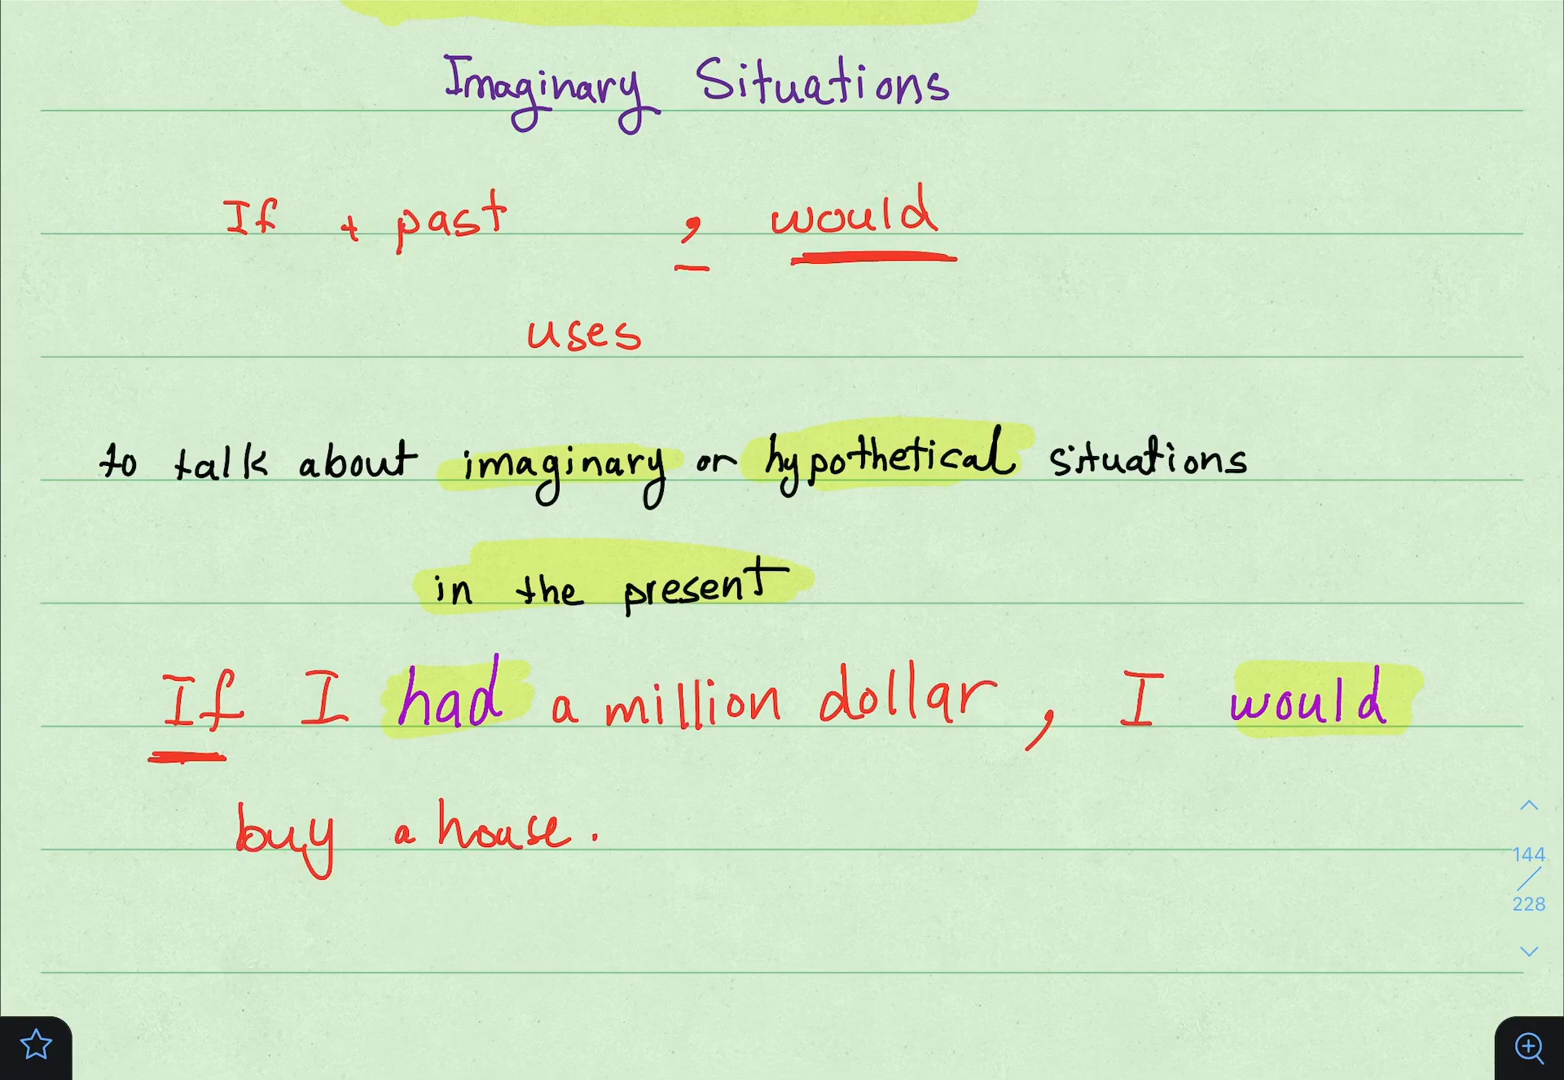 Imaginary Situations
If + past , would
uses
to talk about imaginary or hypothetical situations
in the present
If I had a million dollar, I would
buy a house.
144
/
228